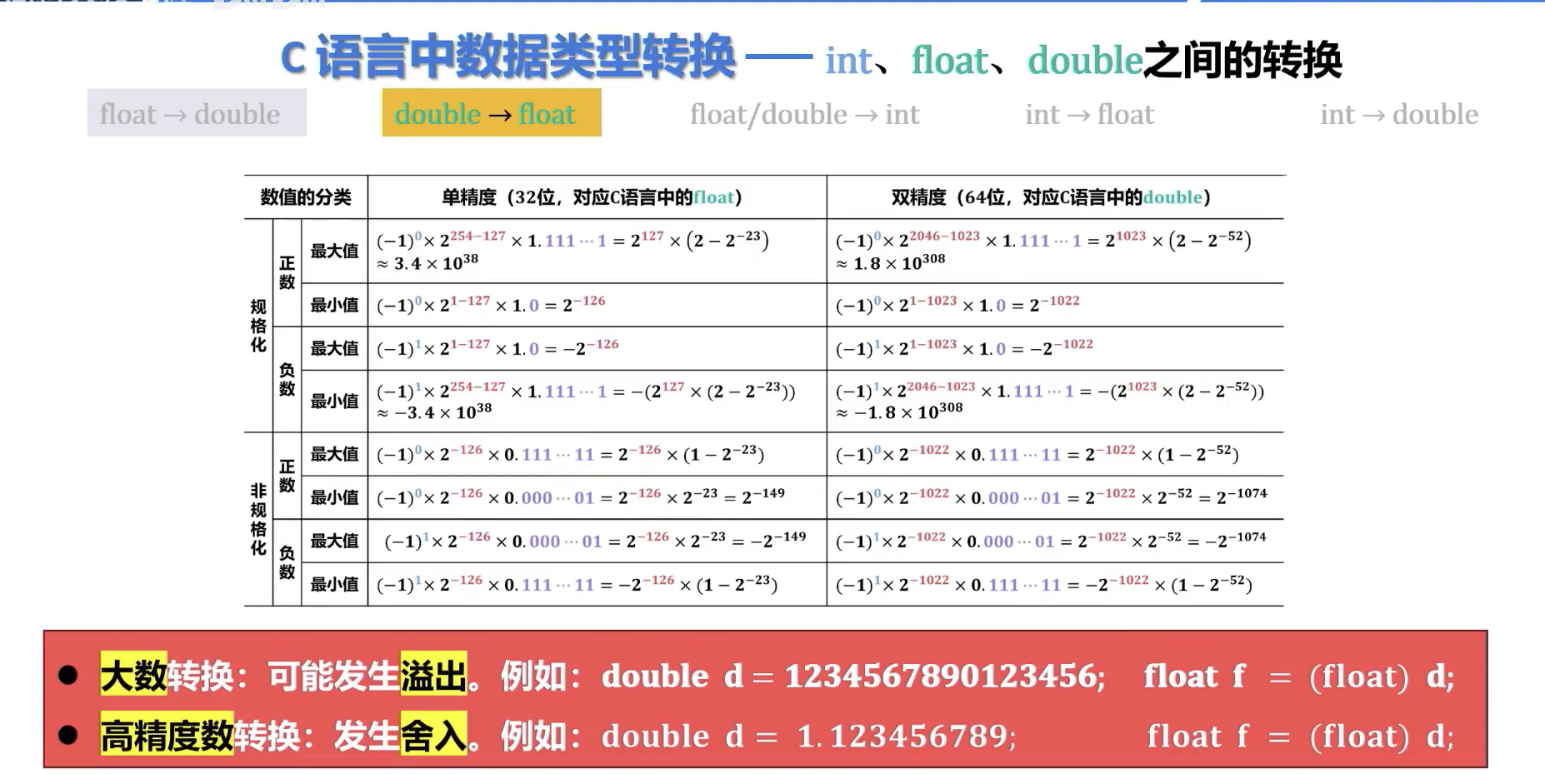 C 语言中数据类型转换 —— int、float、double之间的转换
float → double double → float float/double → int int → float int → double
数值的分类 单精度（32位，对应C语言中的float） 双精度（64位，对应C语言中的double）
规格化
正数
最大值 (−1)⁰× 2²⁵⁴⁻¹²⁷ × 1.111⋯1 = 2¹²⁷ × (2 − 2⁻²³) (−1)⁰× 2²⁰⁴⁶⁻¹⁰²³ × 1.111⋯1 = 2¹⁰²³ × (2 − 2⁻⁵²)
≈ 3.4 × 10³⁸ ≈ 1.8 × 10³⁰⁸
最小值 (−1)⁰× 2¹⁻¹²⁷ × 1.0 = 2⁻¹²⁶ (−1)⁰× 2¹⁻¹⁰²³ × 1.0 = 2⁻¹⁰²²
负数
最大值 (−1)¹× 2¹⁻¹²⁷ × 1.0 = −2⁻¹²⁶ (−1)¹× 2¹⁻¹⁰²³ × 1.0 = −2⁻¹⁰²²
最小值 (−1)¹× 2²⁵⁴⁻¹²⁷ × 1.111⋯1 = −(2¹²⁷ × (2 − 2⁻²³)) (−1)¹× 2²⁰⁴⁶⁻¹⁰²³ × 1.111⋯1 = −(2¹⁰²³ × (2 − 2⁻⁵²))
≈ −3.4 × 10³⁸ ≈ −1.8 × 10³⁰⁸
非规格化
正数
最大值 (−1)⁰× 2⁻¹²⁶ × 0.111⋯11 = 2⁻¹²⁶ × (1 − 2⁻²³) (−1)⁰× 2⁻¹⁰²² × 0.111⋯11 = 2⁻¹⁰²² × (1 − 2⁻⁵²)
最小值 (−1)⁰× 2⁻¹²⁶ × 0.000⋯01 = 2⁻¹²⁶ × 2⁻²³ = 2⁻¹⁴⁹ (−1)⁰× 2⁻¹⁰²² × 0.000⋯01 = 2⁻¹⁰²² × 2⁻⁵² = 2⁻¹⁰⁷⁴
负数
最大值 (−1)¹× 2⁻¹²⁶ × 0.000⋯01 = 2⁻¹²⁶ × 2⁻²³ = −2⁻¹⁴⁹ (−1)¹× 2⁻¹⁰²² × 0.000⋯01 = 2⁻¹⁰²² × 2⁻⁵² = −2⁻¹⁰⁷⁴
最小值 (−1)¹× 2⁻¹²⁶ × 0.111⋯11 = −2⁻¹²⁶ × (1 − 2⁻²³) (−1)¹× 2⁻¹⁰²² × 0.111⋯11 = −2⁻¹⁰²² × (1 − 2⁻⁵²)
● 大数转换：可能发生溢出。例如：double d = 1234567890123456; float f = (float) d;
● 高精度数转换：发生舍入。例如：double d = 1.123456789; float f = (float) d;